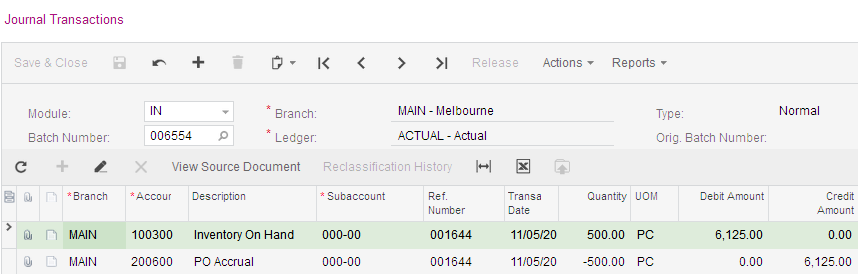 Journal Transactions
Save & Close Release Actions Reports
Module: IN * Branch: MAIN - Melbourne Type: Normal
Batch Number: 006554 * Ledger: ACTUAL - Actual Orig. Batch Number:
View Source Document Reclassification History
*Branch *Accour Description *Subaccount Ref. Number Transa Date Quantity UOM Debit Amount Credit Amount
MAIN 100300 Inventory On Hand 000-00 001644 11/05/20 500.00 PC 6,125.00 0.00
MAIN 200600 PO Accrual 000-00 001644 11/05/20 -500.00 PC 0.00 6,125.00